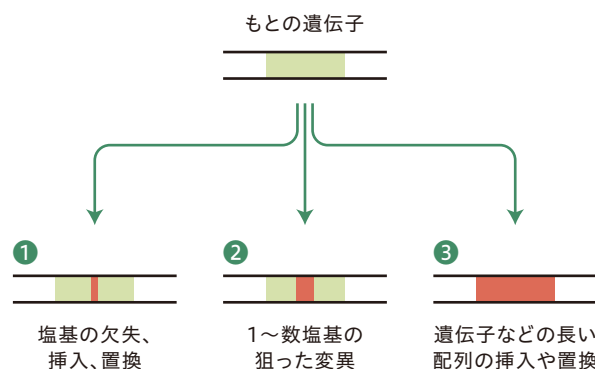 もとの遺伝子
1
2
3
塩基の欠失、
挿入、置換
1〜数塩基の
狙った変異
遺伝子などの長い
配列の挿入や置換